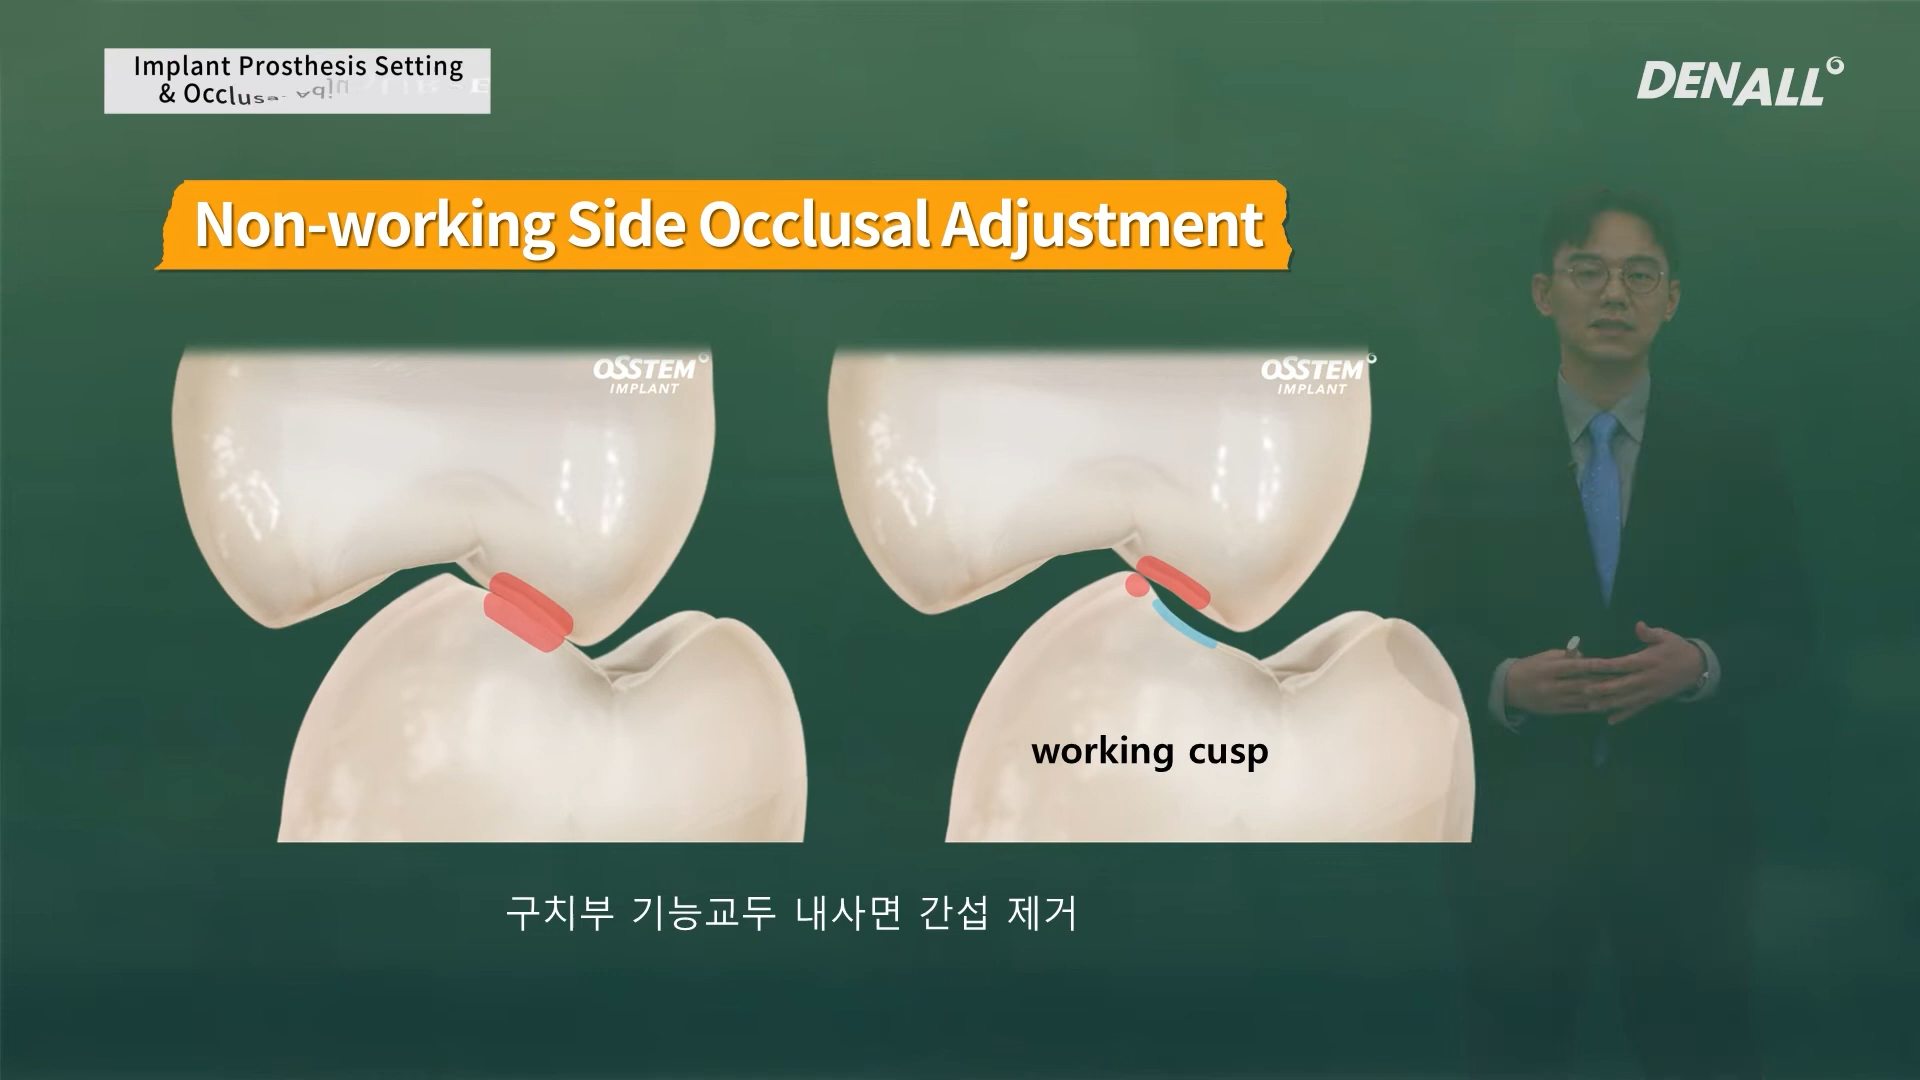 Implant Prosthesis Setting
& Occlusal
DENALL
Non-working Side Occlusal Adjustment
OSSTEM
IMPLANT
OSSTEM
IMPLANT
working cusp
구치부 기능교두 내사면 간섭 제거